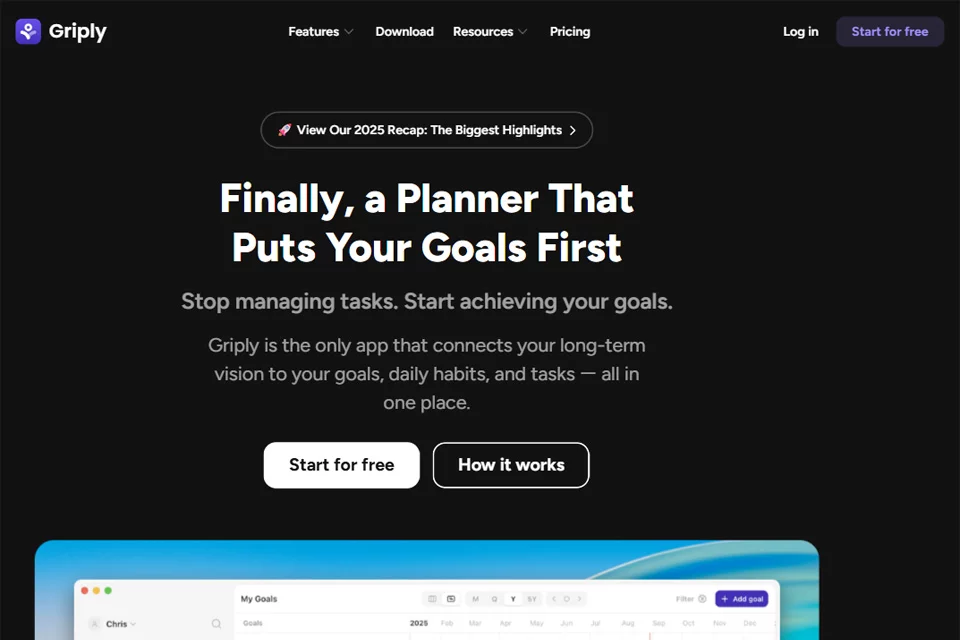 Griply
Features
Download
Resources
Pricing
Log in
Start for free
🚀 View Our 2025 Recap: The Biggest Highlights
Finally, a Planner That
Puts Your Goals First
Stop managing tasks. Start achieving your goals.
Griply is the only app that connects your long-term
vision to your goals, daily habits, and tasks — all in
one place.
Start for free
How it works
My Goals
M Q Y 5Y
Filter
+ Add goal
Chris
Goals
2025 Feb Mar Apr May Jun Jul Aug Sep Oct Nov Dec